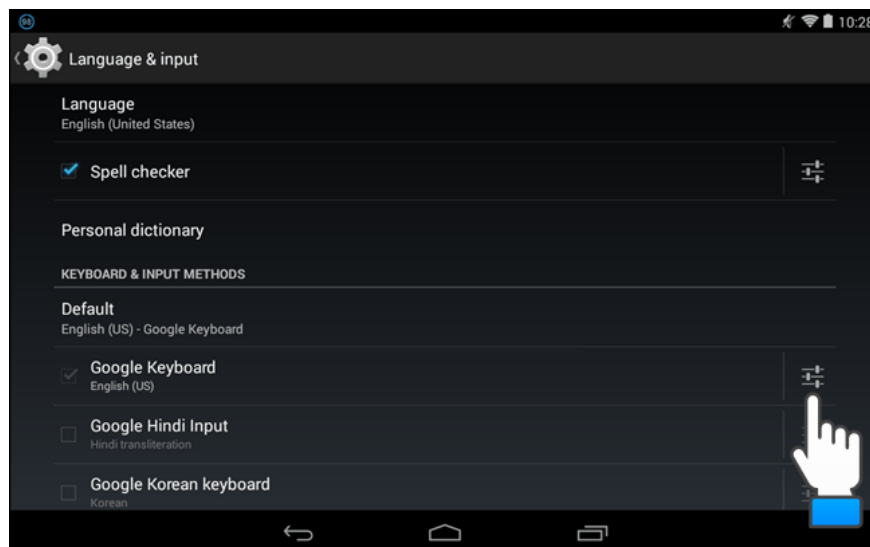 98
10:28
Language & input
Language
English (United States)
Spell checker
Personal dictionary
KEYBOARD & INPUT METHODS
Default
English (US) - Google Keyboard
Google Keyboard
English (US)
Google Hindi Input
Hindi transliteration
Google Korean keyboard
Korean